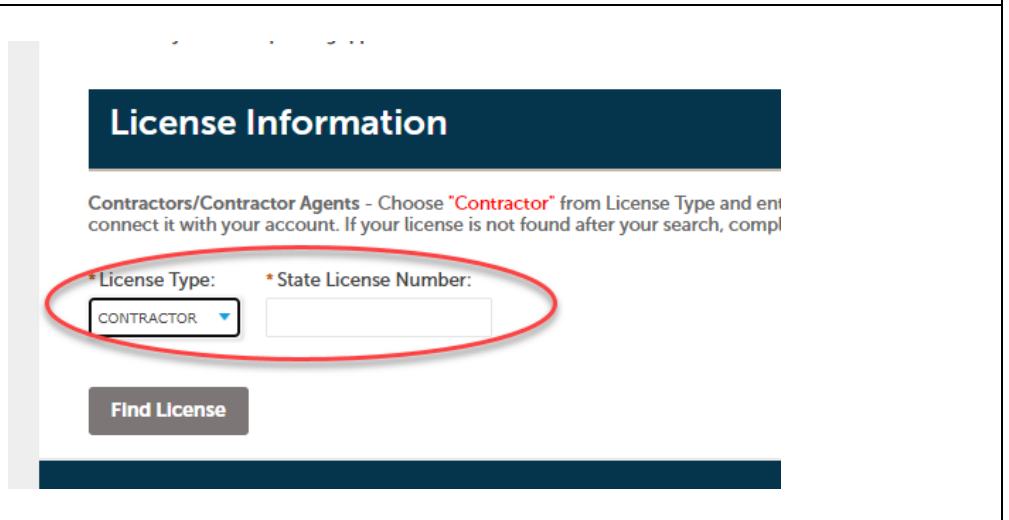 License Information
Contractors/Contractor Agents - Choose "Contractor" from License Type and ent
connect it with your account. If your license is not found after your search, compl
*License Type: *State License Number:
CONTRACTOR
Find License